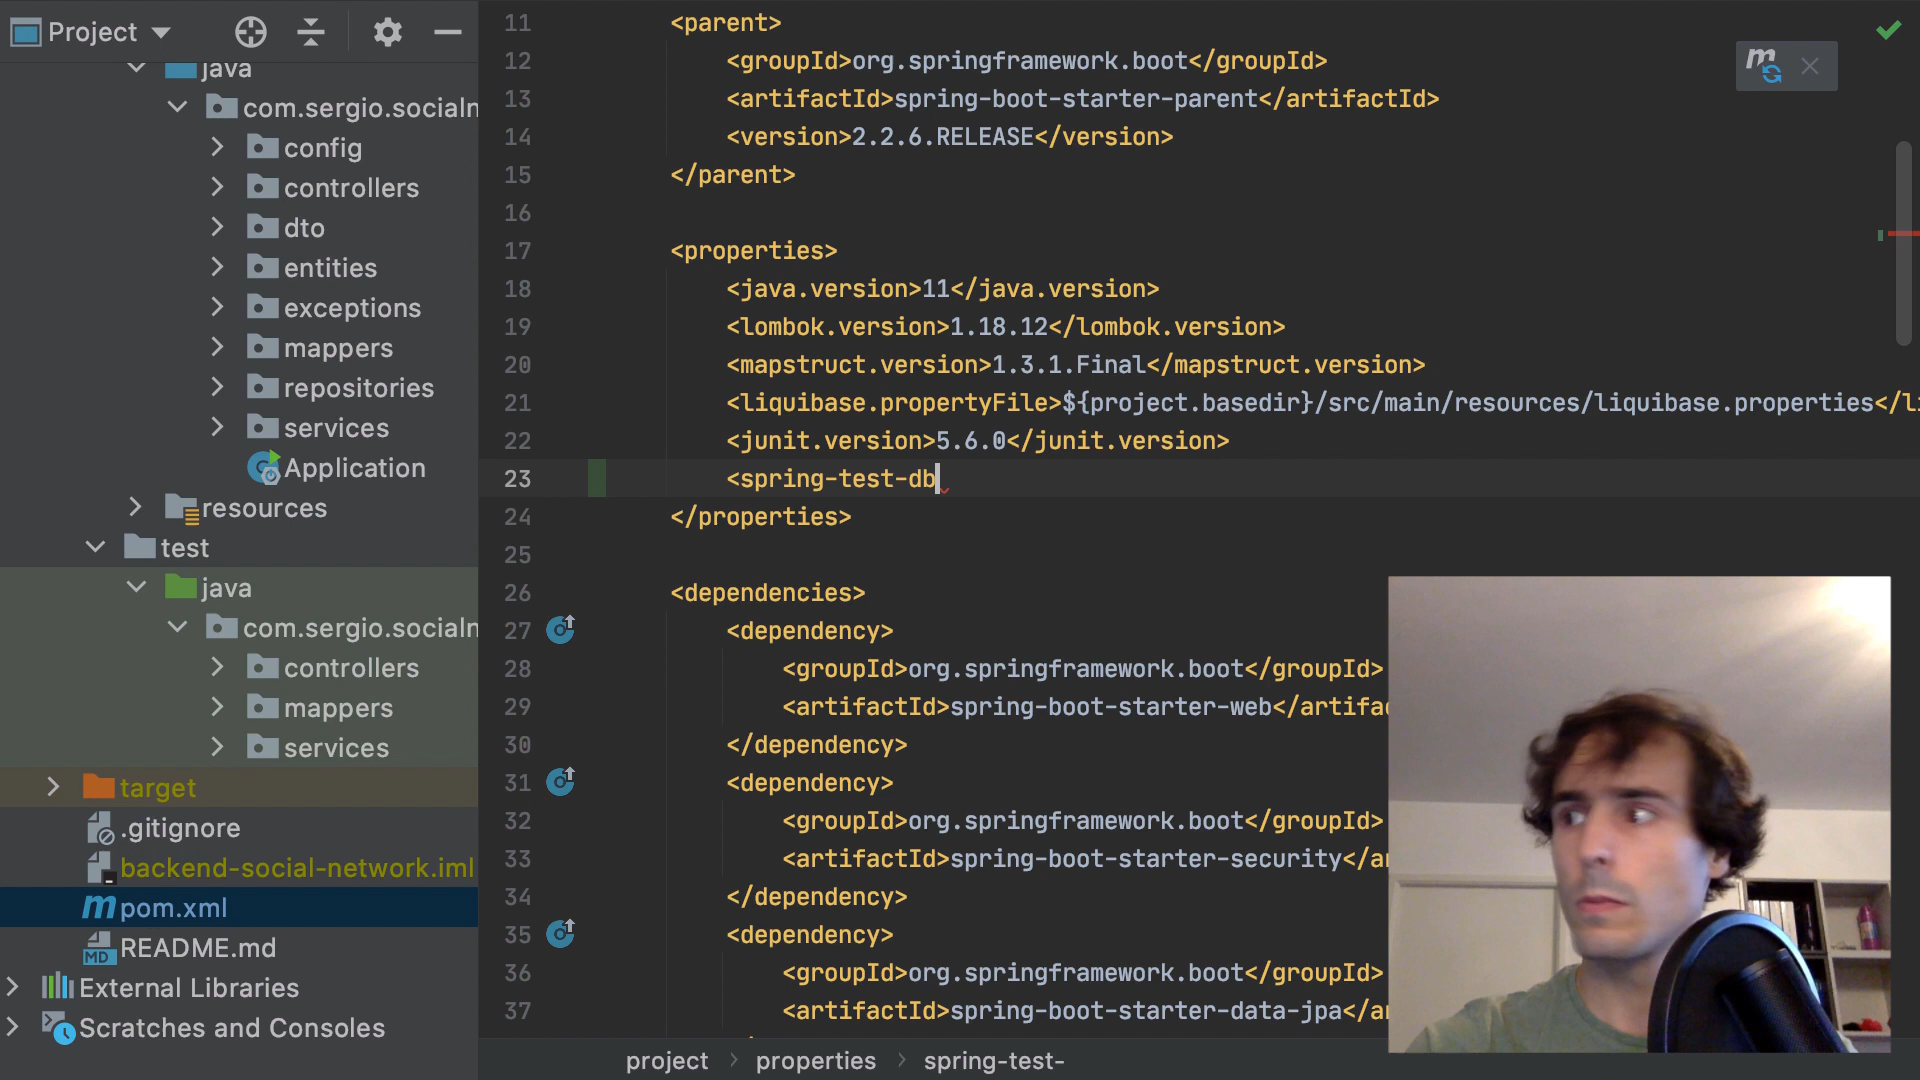 Project
java
com.sergio.socialn
config
controllers
dto
entities
exceptions
mappers
repositories
services
Application
resources
test
java
com.sergio.socialn
controllers
mappers
services
target
.gitignore
backend-social-network.iml
pom.xml
MD README.md
External Libraries
Scratches and Consoles
11 <parent>
12 <groupId>org.springframework.boot</groupId>
13 <artifactId>spring-boot-starter-parent</artifactId>
14 <version>2.2.6.RELEASE</version>
15 </parent>
16
17 <properties>
18 <java.version>11</java.version>
19 <lombok.version>1.18.12</lombok.version>
20 <mapstruct.version>1.3.1.Final</mapstruct.version>
21 <liquibase.propertyFile>${project.basedir}/src/main/resources/liquibase.properties</li
22 <junit.version>5.6.0</junit.version>
23 <spring-test-db
24 </properties>
25
26 <dependencies>
27 <dependency>
28 <groupId>org.springframework.boot</groupId>
29 <artifactId>spring-boot-starter-web</artifac
30 </dependency>
31 <dependency>
32 <groupId>org.springframework.boot</groupId>
33 <artifactId>spring-boot-starter-security</ar
34 </dependency>
35 <dependency>
36 <groupId>org.springframework.boot</groupId>
37 <artifactId>spring-boot-starter-data-jpa</ar
project > properties > spring-test-